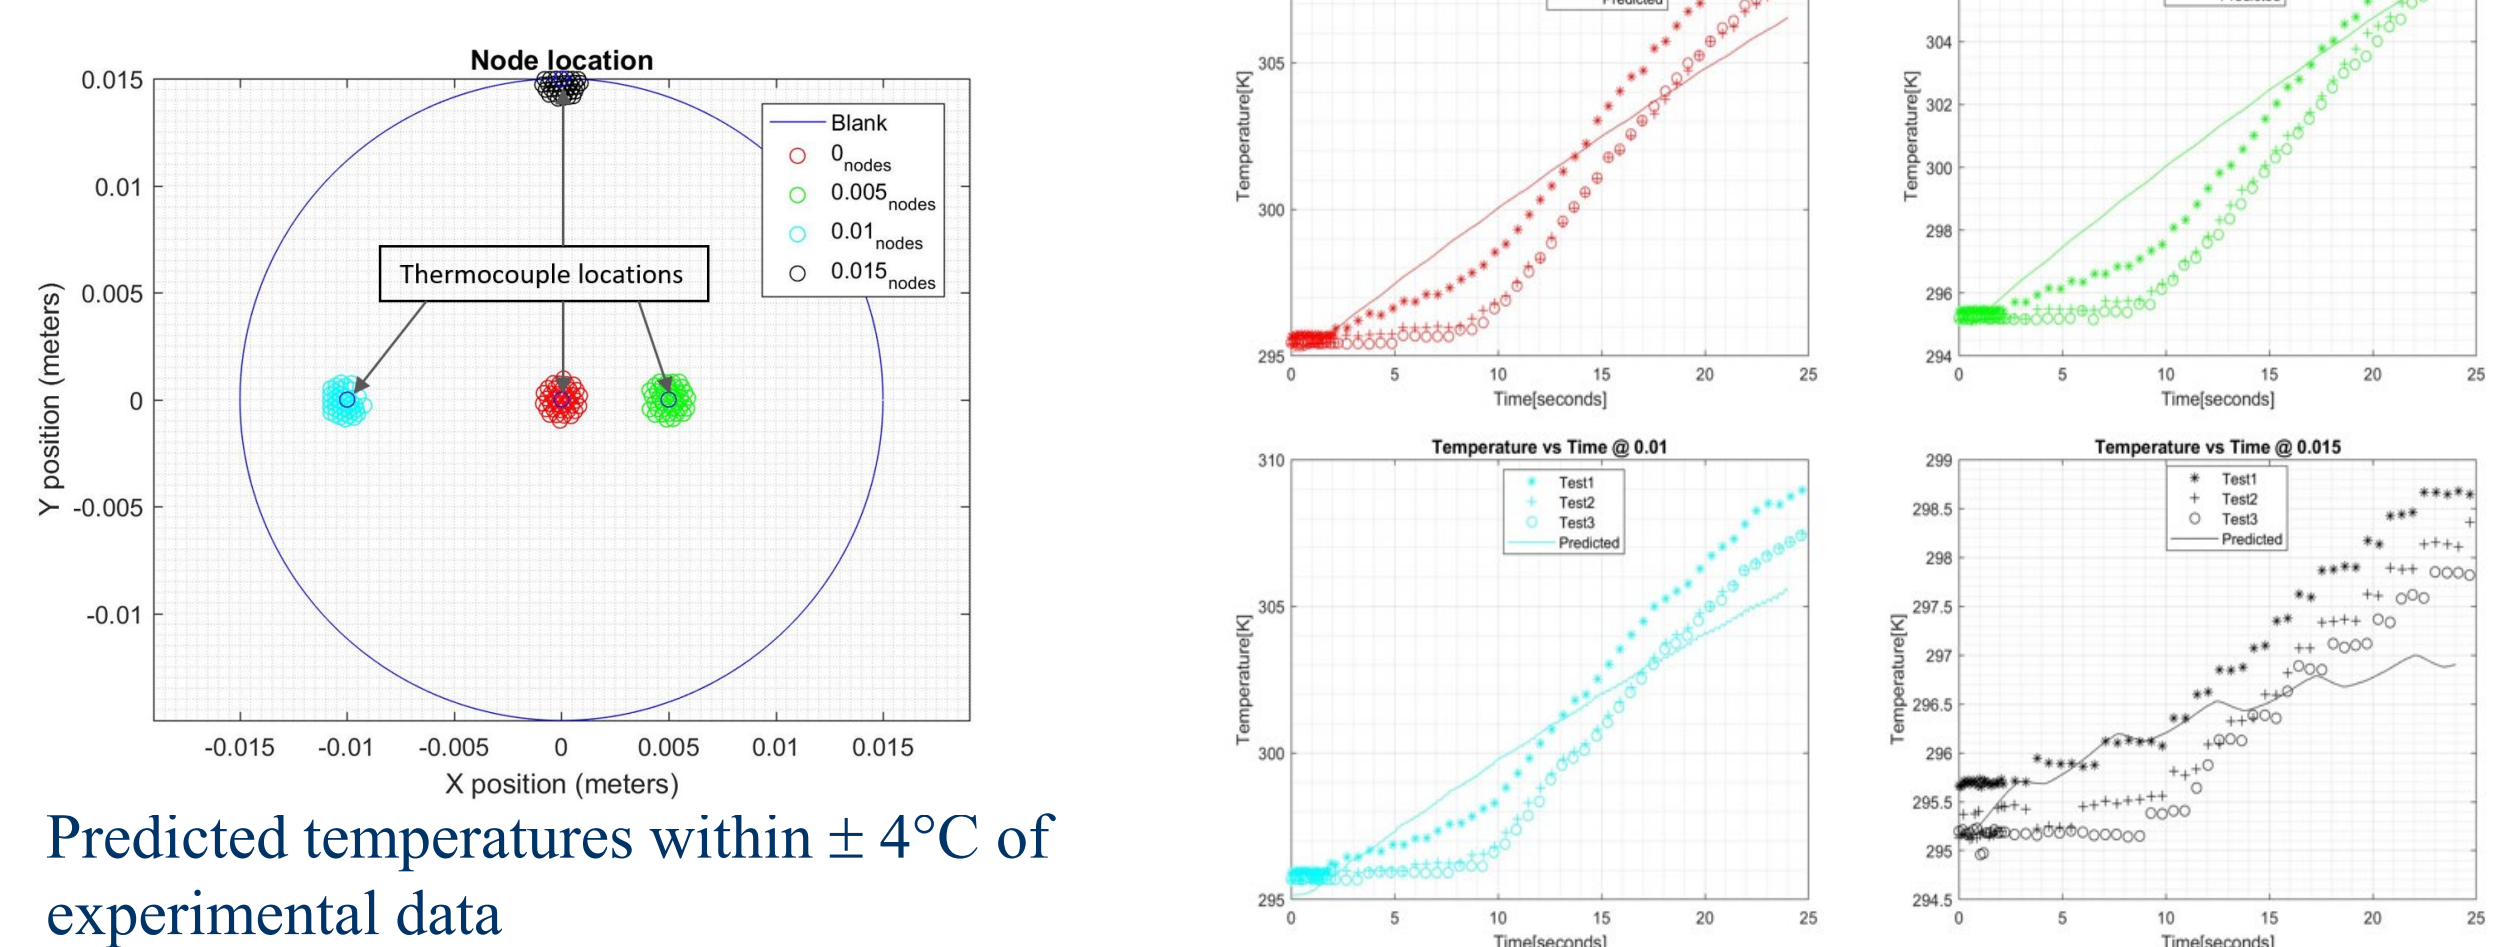 Node location
0.015
0.01
0.005
0
-0.005
-0.01
Y position (meters)
-0.015
-0.01
-0.005
0
0.005
0.01
0.015
X position (meters)
Blank
0nodes
0.005nodes
0.01nodes
0.015nodes
Thermocouple locations
Predicted temperatures within ± 4°C of
experimental data
Predicted
305
300
295
Temperature[K]
0
5
10
15
20
25
Time[seconds]
304
302
300
298
296
294
Temperature[K]
0
5
10
15
20
25
Time[seconds]
Temperature vs Time @ 0.01
310
305
300
295
Temperature[K]
Test1
Test2
Test3
Predicted
0
5
10
15
20
25
Time[seconds]
Temperature vs Time @ 0.015
299
298.5
298
297.5
297
296.5
296
295.5
295
294.5
Temperature[K]
Test1
Test2
Test3
Predicted
0
5
10
15
20
25
Time[seconds]